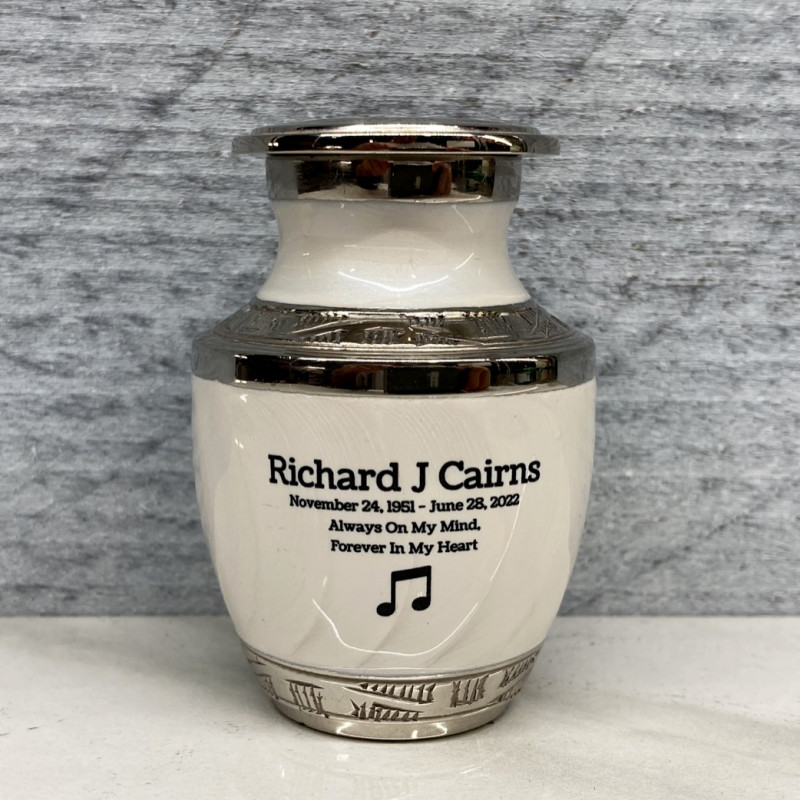 Richard J Cairns
November 24, 1951 - June 28, 2022
Always On My Mind,
Forever In My Heart